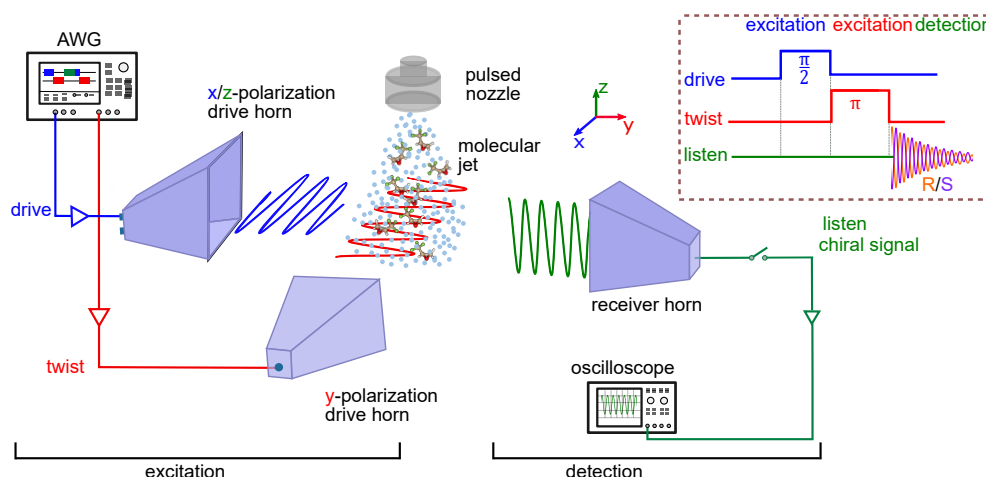 AWG
x/z-polarization
drive horn
pulsed
nozzle
molecular
jet
z
y
x
excitation excitation detection
drive
π/2
twist
π
listen
R/S
drive
listen
chiral signal
receiver horn
twist
y-polarization
drive horn
oscilloscope
excitation
detection